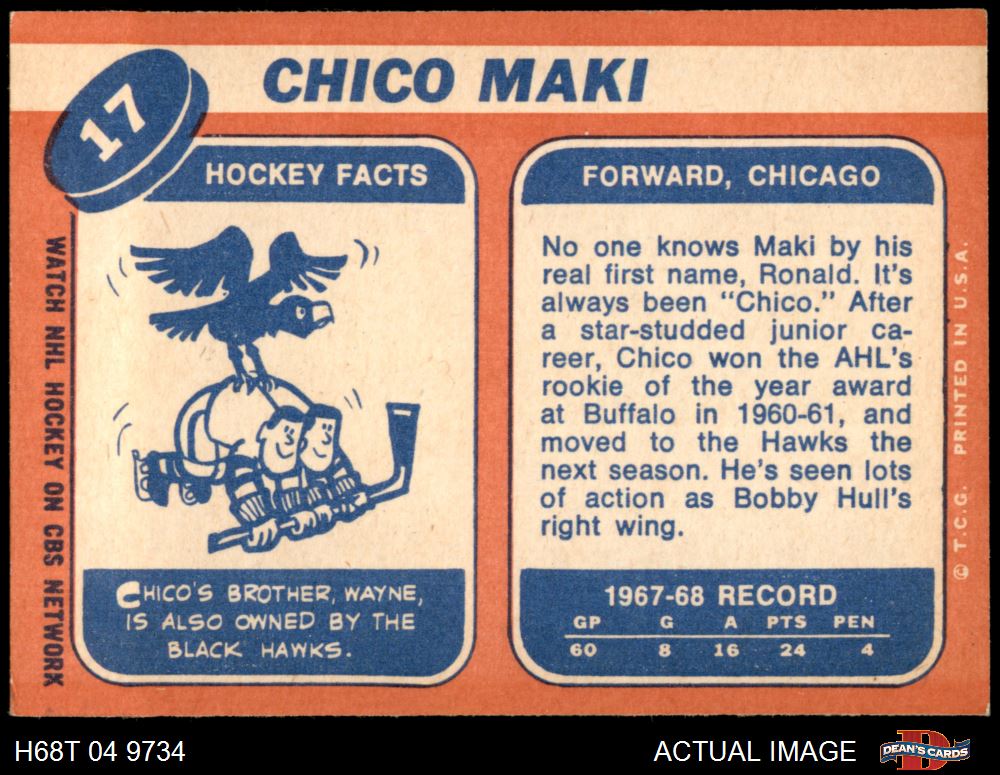 CHICO MAKI
17
HOCKEY FACTS
CHICO'S BROTHER, WAYNE,
IS ALSO OWNED BY THE
BLACK HAWKS.
WATCH NHL HOCKEY ON CBS NETWORK
FORWARD, CHICAGO
No one knows Maki by his
real first name, Ronald. It's
always been "Chico." After
a star-studded junior ca-
reer, Chico won the AHL's
rookie of the year award
at Buffalo in 1960-61, and
moved to the Hawks the
next season. He's seen lots
of action as Bobby Hull's
right wing.
1967-68 RECORD
GP G A PTS PEN
60 8 16 24 4
© T.C.G. PRINTED IN U.S.A.
H68T 04 9734
ACTUAL IMAGE
DEAN'S CARDS